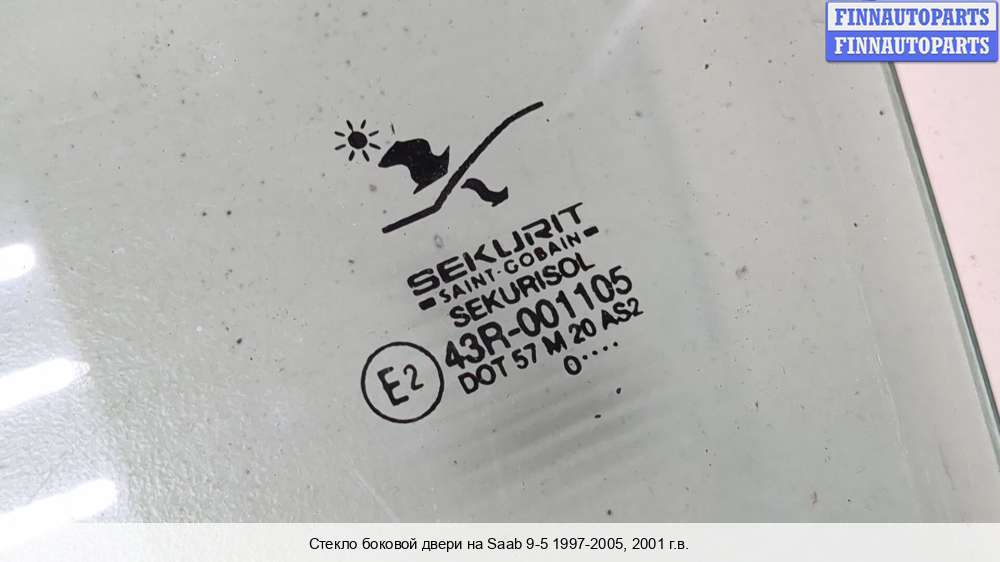 FINNAUTOPARTS
FINNAUTOPARTS
SEKURIT
SAINT-GOBAIN
SEKURISOL
43R-001105
E2
DOT 57 M 20 AS2
0....
Стекло боковой двери на Saab 9-5 1997-2005, 2001 г.в.